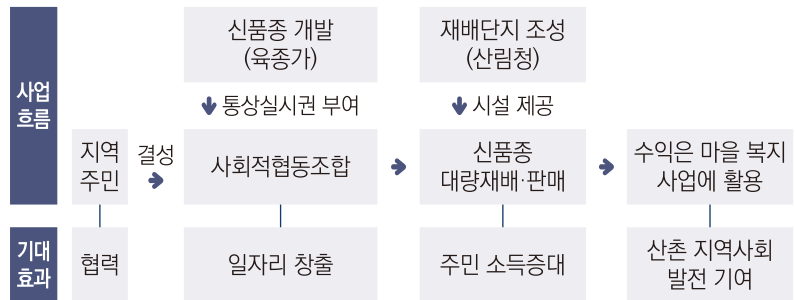 사업
흐름
신품종 개발
(육종가)
재배단지 조성
(산림청)
통상실시권 부여
시설 제공
지역
주민
결성
사회적협동조합
신품종
대량재배·판매
수익은 마을 복지
사업에 활용
기대
효과
협력
일자리 창출
주민 소득증대
산촌 지역사회
발전 기여